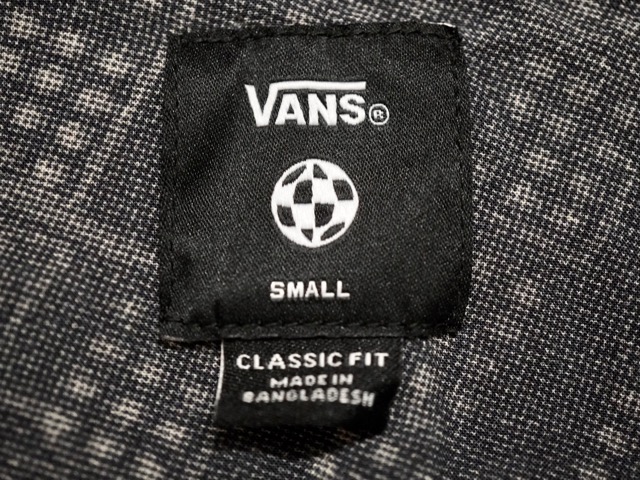 VANS®
SMALL
CLASSIC FIT
MADE IN
BANGLADESH